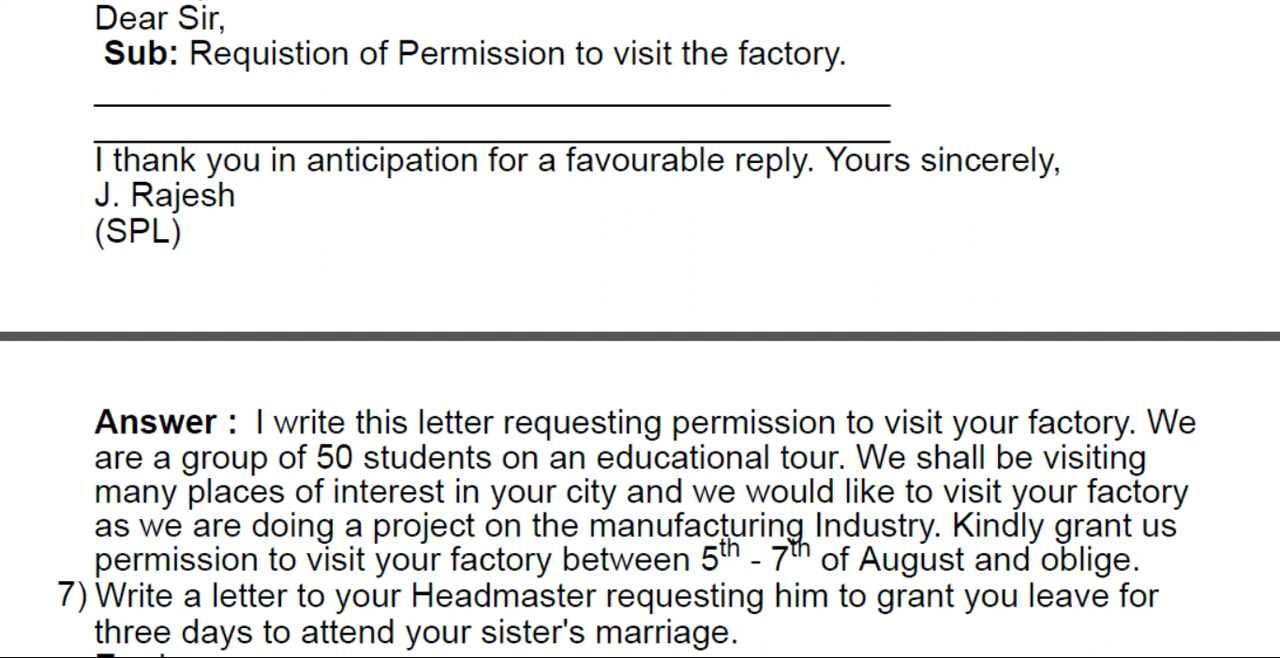 Dear Sir,
Sub: Requistion of Permission to visit the factory.
I thank you in anticipation for a favourable reply. Yours sincerely,
J. Rajesh
(SPL)
Answer : I write this letter requesting permission to visit your factory. We
are a group of 50 students on an educational tour. We shall be visiting
many places of interest in your city and we would like to visit your factory
as we are doing a project on the manufacturing Industry. Kindly grant us
permission to visit your factory between 5th - 7th of August and oblige.
7) Write a letter to your Headmaster requesting him to grant you leave for
three days to attend your sister's marriage.